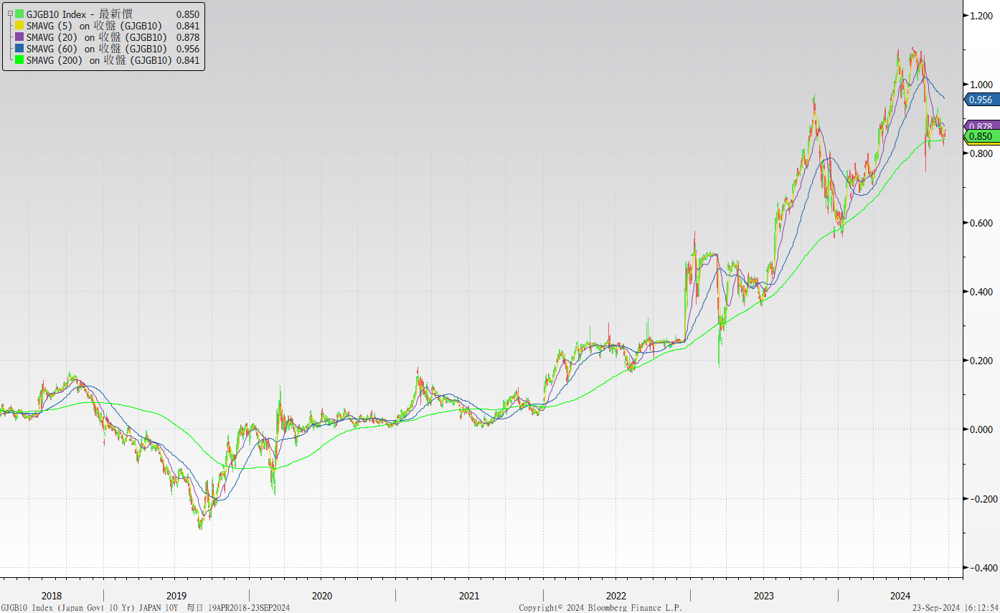 GJGB10 Index - 最新價 0.850
SMAVG (5) on 收盤 (GJGB10) 0.841
SMAVG (20) on 收盤 (GJGB10) 0.878
SMAVG (60) on 收盤 (GJGB10) 0.956
SMAVG (200) on 收盤 (GJGB10) 0.841
1.200
1.000
0.956
0.878
0.850
0.800
0.600
0.400
0.200
0.000
-0.200
-0.400
2018 2019 2020 2021 2022 2023 2024
GJGB10 Index (Japan Govt 10 Yr) JAPAN 10Y 每日 19APR2018-23SEP2024 Copyright© 2024 Bloomberg Finance L.P. 23-Sep-2024 16:12:54